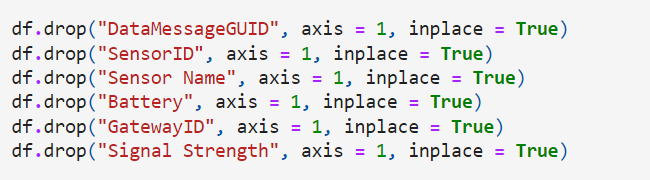 df.drop("DataMessageGUID", axis = 1, inplace = True)
df.drop("SensorID", axis = 1, inplace = True)
df.drop("Sensor Name", axis = 1, inplace = True)
df.drop("Battery", axis = 1, inplace = True)
df.drop("GatewayID", axis = 1, inplace = True)
df.drop("Signal Strength", axis = 1, inplace = True)